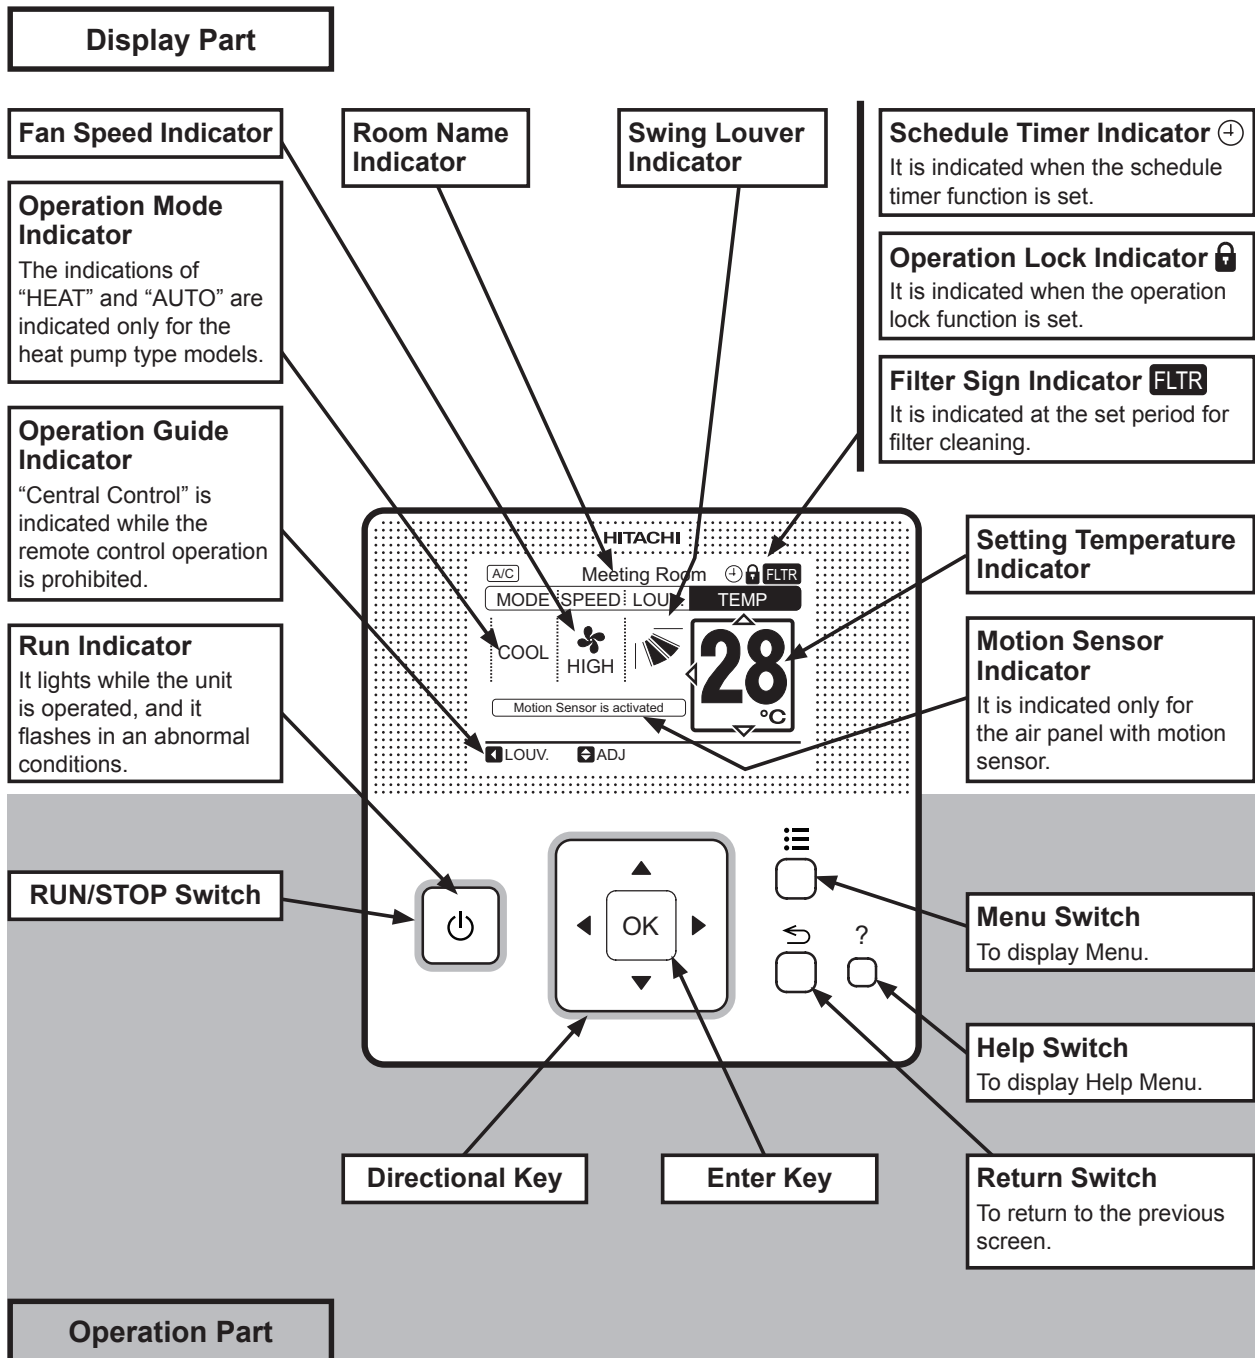 Display Part
Fan Speed Indicator
Operation Mode
Indicator
The indications of
“HEAT” and “AUTO” are
indicated only for the
heat pump type models.
Operation Guide
Indicator
“Central Control” is
indicated while the
remote control operation
is prohibited.
Run Indicator
It lights while the unit
is operated, and it
flashes in an abnormal
conditions.
RUN/STOP Switch
Room Name
Indicator
Swing Louver
Indicator
Schedule Timer Indicator
It is indicated when the schedule
timer function is set.
Operation Lock Indicator
It is indicated when the operation
lock function is set.
Filter Sign Indicator FLTR
It is indicated at the set period for
filter cleaning.
HITACHI
A/C Meeting Room FLTR
MODE SPEED LOUV. TEMP
COOL HIGH 28 °C
Motion Sensor is activated
LOUV. ADJ
OK
?
Setting Temperature
Indicator
Motion Sensor
Indicator
It is indicated only for
the air panel with motion
sensor.
Menu Switch
To display Menu.
Help Switch
To display Help Menu.
Return Switch
To return to the previous
screen.
Directional Key
Enter Key
Operation Part